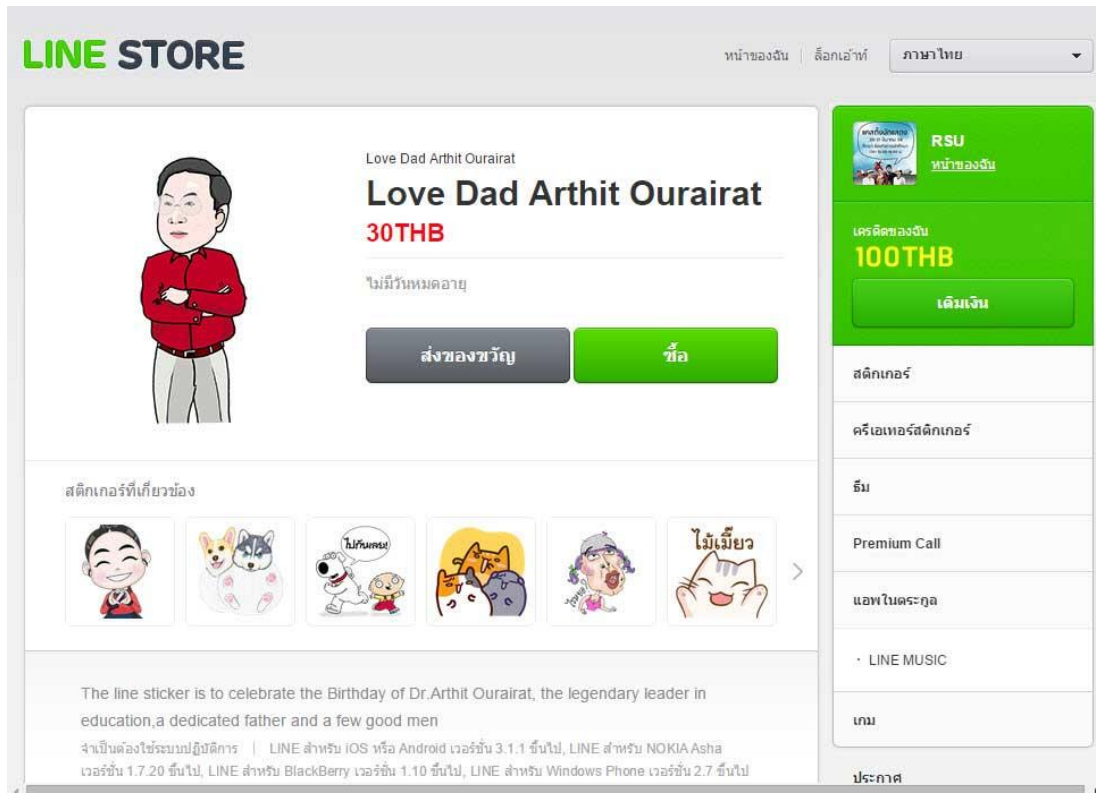 LINE STORE
หน้าของฉัน | ล็อกเอ้าท์
ภาษาไทย
Love Dad Arthit Ourairat
Love Dad Arthit Ourairat
30THB
ไม่มีวันหมดอายุ
ส่งของขวัญ
ซื้อ
RSU
หน้าของฉัน
เครดิตของฉัน
100THB
เติมเงิน
สติกเกอร์
ครีเอเทอร์สติกเกอร์
ธีม
Premium Call
แอพในตระกูล
· LINE MUSIC
เกม
ประกาศ
สติกเกอร์ที่เกี่ยวข้อง
ไปกันเลย!
ไม้เมี๊ยว
The line sticker is to celebrate the Birthday of Dr.Arthit Ourairat, the legendary leader in
education,a dedicated father and a few good men
จำเป็นต้องใช้ระบบปฏิบัติการ | LINE สำหรับ iOS หรือ Android เวอร์ชั่น 3.1.1 ขึ้นไป, LINE สำหรับ NOKIA Asha
เวอร์ชั่น 1.7.20 ขึ้นไป, LINE สำหรับ BlackBerry เวอร์ชั่น 1.10 ขึ้นไป, LINE สำหรับ Windows Phone เวอร์ชั่น 2.7 ขึ้นไป